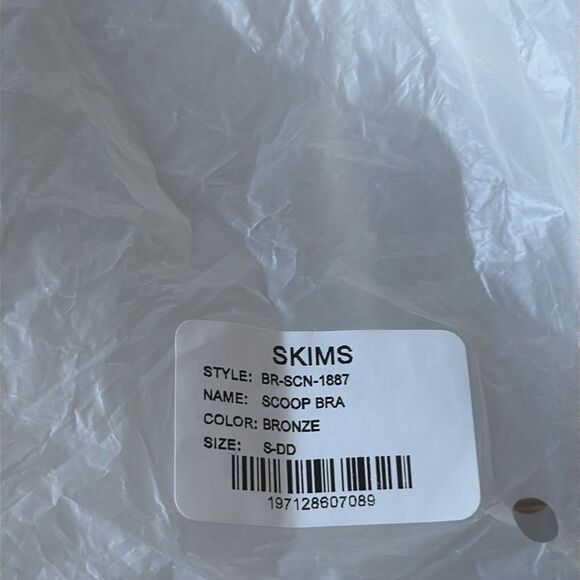 SKIMS
STYLE: BR-SCN-1887
NAME: SCOOP BRA
COLOR: BRONZE
SIZE: S-DD
197128607089